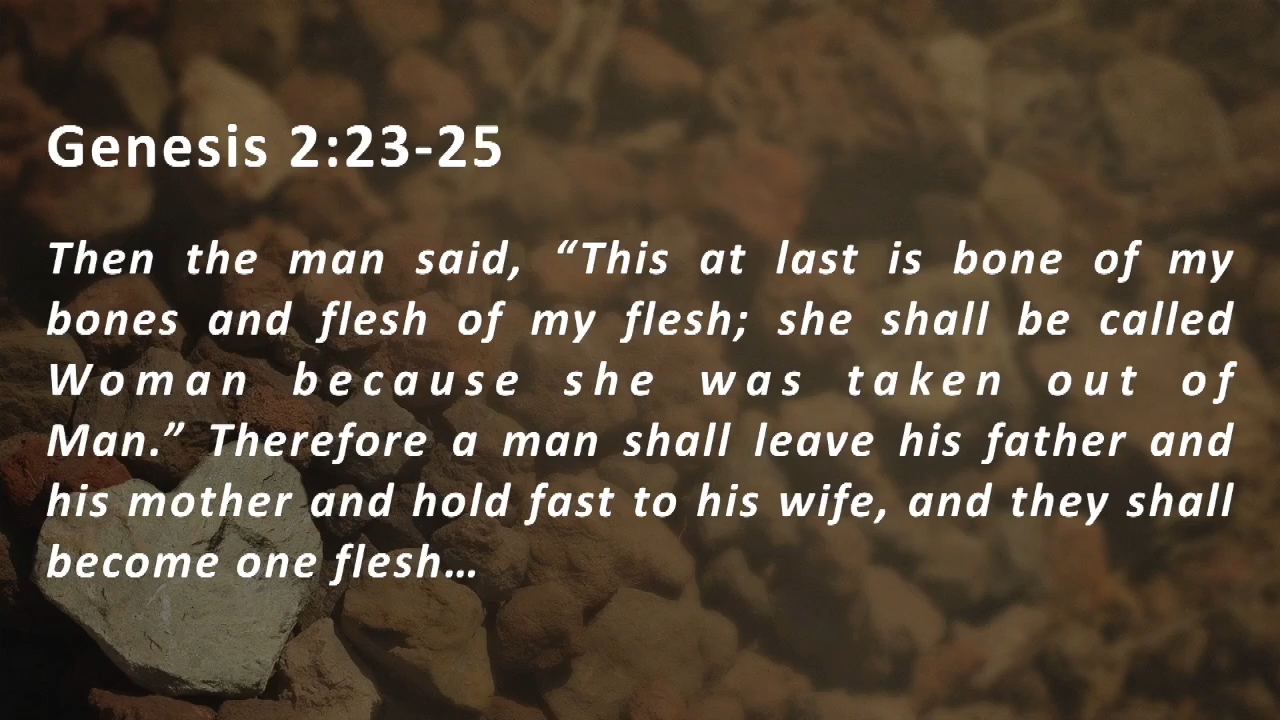 Genesis 2:23-25
Then the man said, “This at last is bone of my
bones and flesh of my flesh; she shall be called
Woman because she was taken out of
Man.” Therefore a man shall leave his father and
his mother and hold fast to his wife, and they shall
become one flesh…